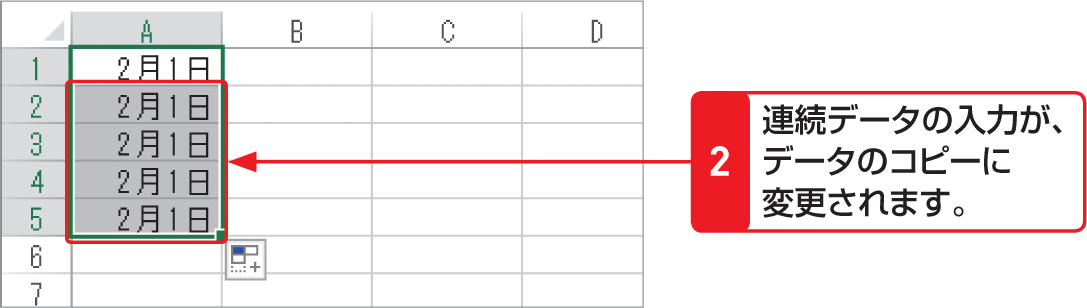 A B C D
1 2月1日
2 2月1日
3 2月1日
4 2月1日
5 2月1日
6
7
2
連続データの入力が、
データのコピーに
変更されます。